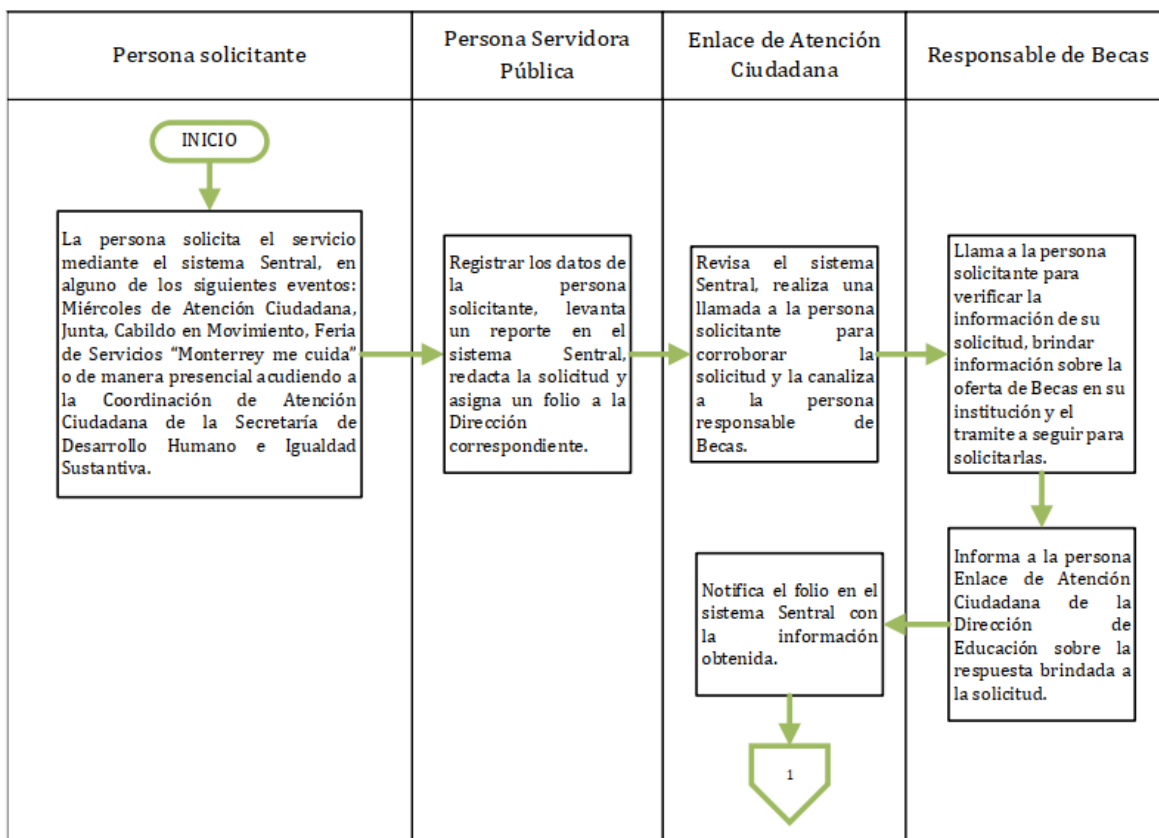 Persona solicitante
Persona Servidora
Pública
Enlace de Atención
Ciudadana
Responsable de Becas
INICIO
La persona solicita el servicio
mediante el sistema Sentral, en
alguno de los siguientes eventos:
Miércoles de Atención Ciudadana,
Junta, Cabildo en Movimiento, Feria
de Servicios “Monterrey me cuida”
o de manera presencial acudiendo a
la Coordinación de Atención
Ciudadana de la Secretaría de
Desarrollo Humano e Igualdad
Sustantiva.
Registrar los datos de
la persona
solicitante, levanta
un reporte en el
sistema Sentral,
redacta la solicitud y
asigna un folio a la
Dirección
correspondiente.
Revisa el sistema
Sentral, realiza una
llamada a la persona
solicitante para
corroborar la
solicitud y la canaliza
a la persona
responsable de
Becas.
Llama a la persona
solicitante para
verificar la
información de su
solicitud, brindar
información sobre la
oferta de Becas en su
institución y el
tramite a seguir para
solicitarlas.
Informa a la persona
Enlace de Atención
Ciudadana de la
Dirección de
Educación sobre la
respuesta brindada a
la solicitud.
Notifica el folio en el
sistema Sentral con
la información
obtenida.
1